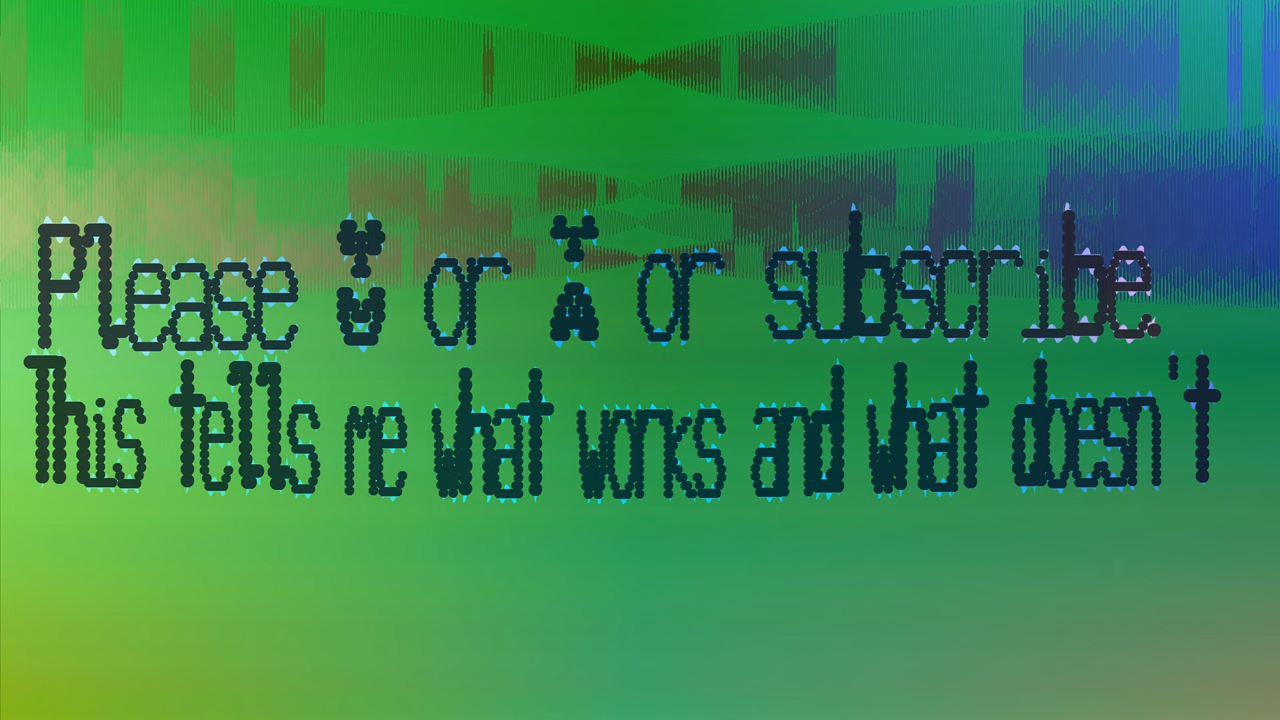 Please or or subscribe.
This tells me what works and what doesn't